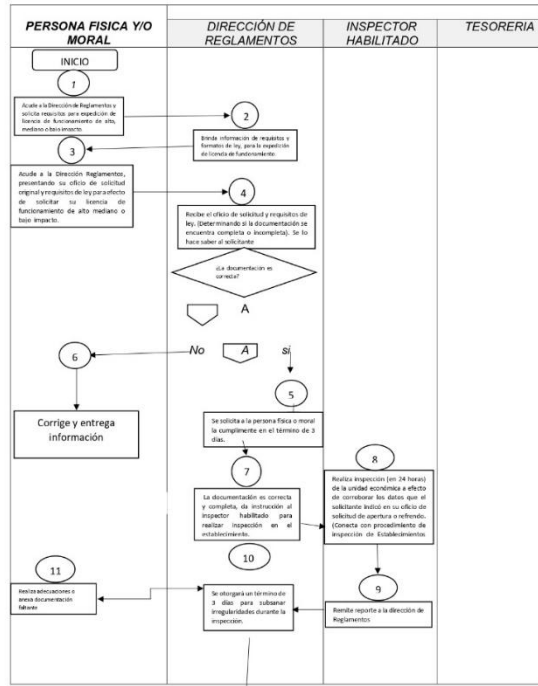 PERSONA FISICA Y/O
MORAL
DIRECCIÓN DE
REGLAMENTOS
INSPECTOR
HABILITADO
TESORERIA
INICIO
1
Acude a la Dirección de Reglamentos y
solicita requisitos para expedición de
licencia de funcionamiento de alto,
mediano o bajo impacto.
2
Brinda información de requisitos y
formatos de ley, para la expedición
de licencia de funcionamiento.
3
Acude a la Dirección Reglamentos,
presentando su oficio de solicitud
original y requisitos de ley para efecto
de solicitar su licencia de
funcionamiento de alto mediano o
bajo impacto.
4
Recibe el oficio de solicitud y requisitos de
ley. (Determinando si la documentación se
encuentra completa o incompleta). Se lo
hace saber al solicitante
¿La documentación es
correcta?
A
No
A
si
6
5
Corrige y entrega
información
Se solicita a la persona física o moral
la cumplimente en el término de 3
días.
7
La documentación es correcta y
completa, da instrucción al
inspector habilitado para
realizar inspección en el
establecimiento.
8
Realiza inspección (en 24 horas)
de la unidad económica a efecto
de corroborar los datos que el
solicitante indicó en su oficio de
solicitud de apertura o refrendo.
(Conecta con procedimiento de
inspección de Establecimientos
10
Se otorgará un término de
3 días para subsanar
irregularidades durante la
inspección.
11
Realiza adecuaciones o
anexa documentación
faltante
9
Remite reporte a la dirección de
Reglamentos